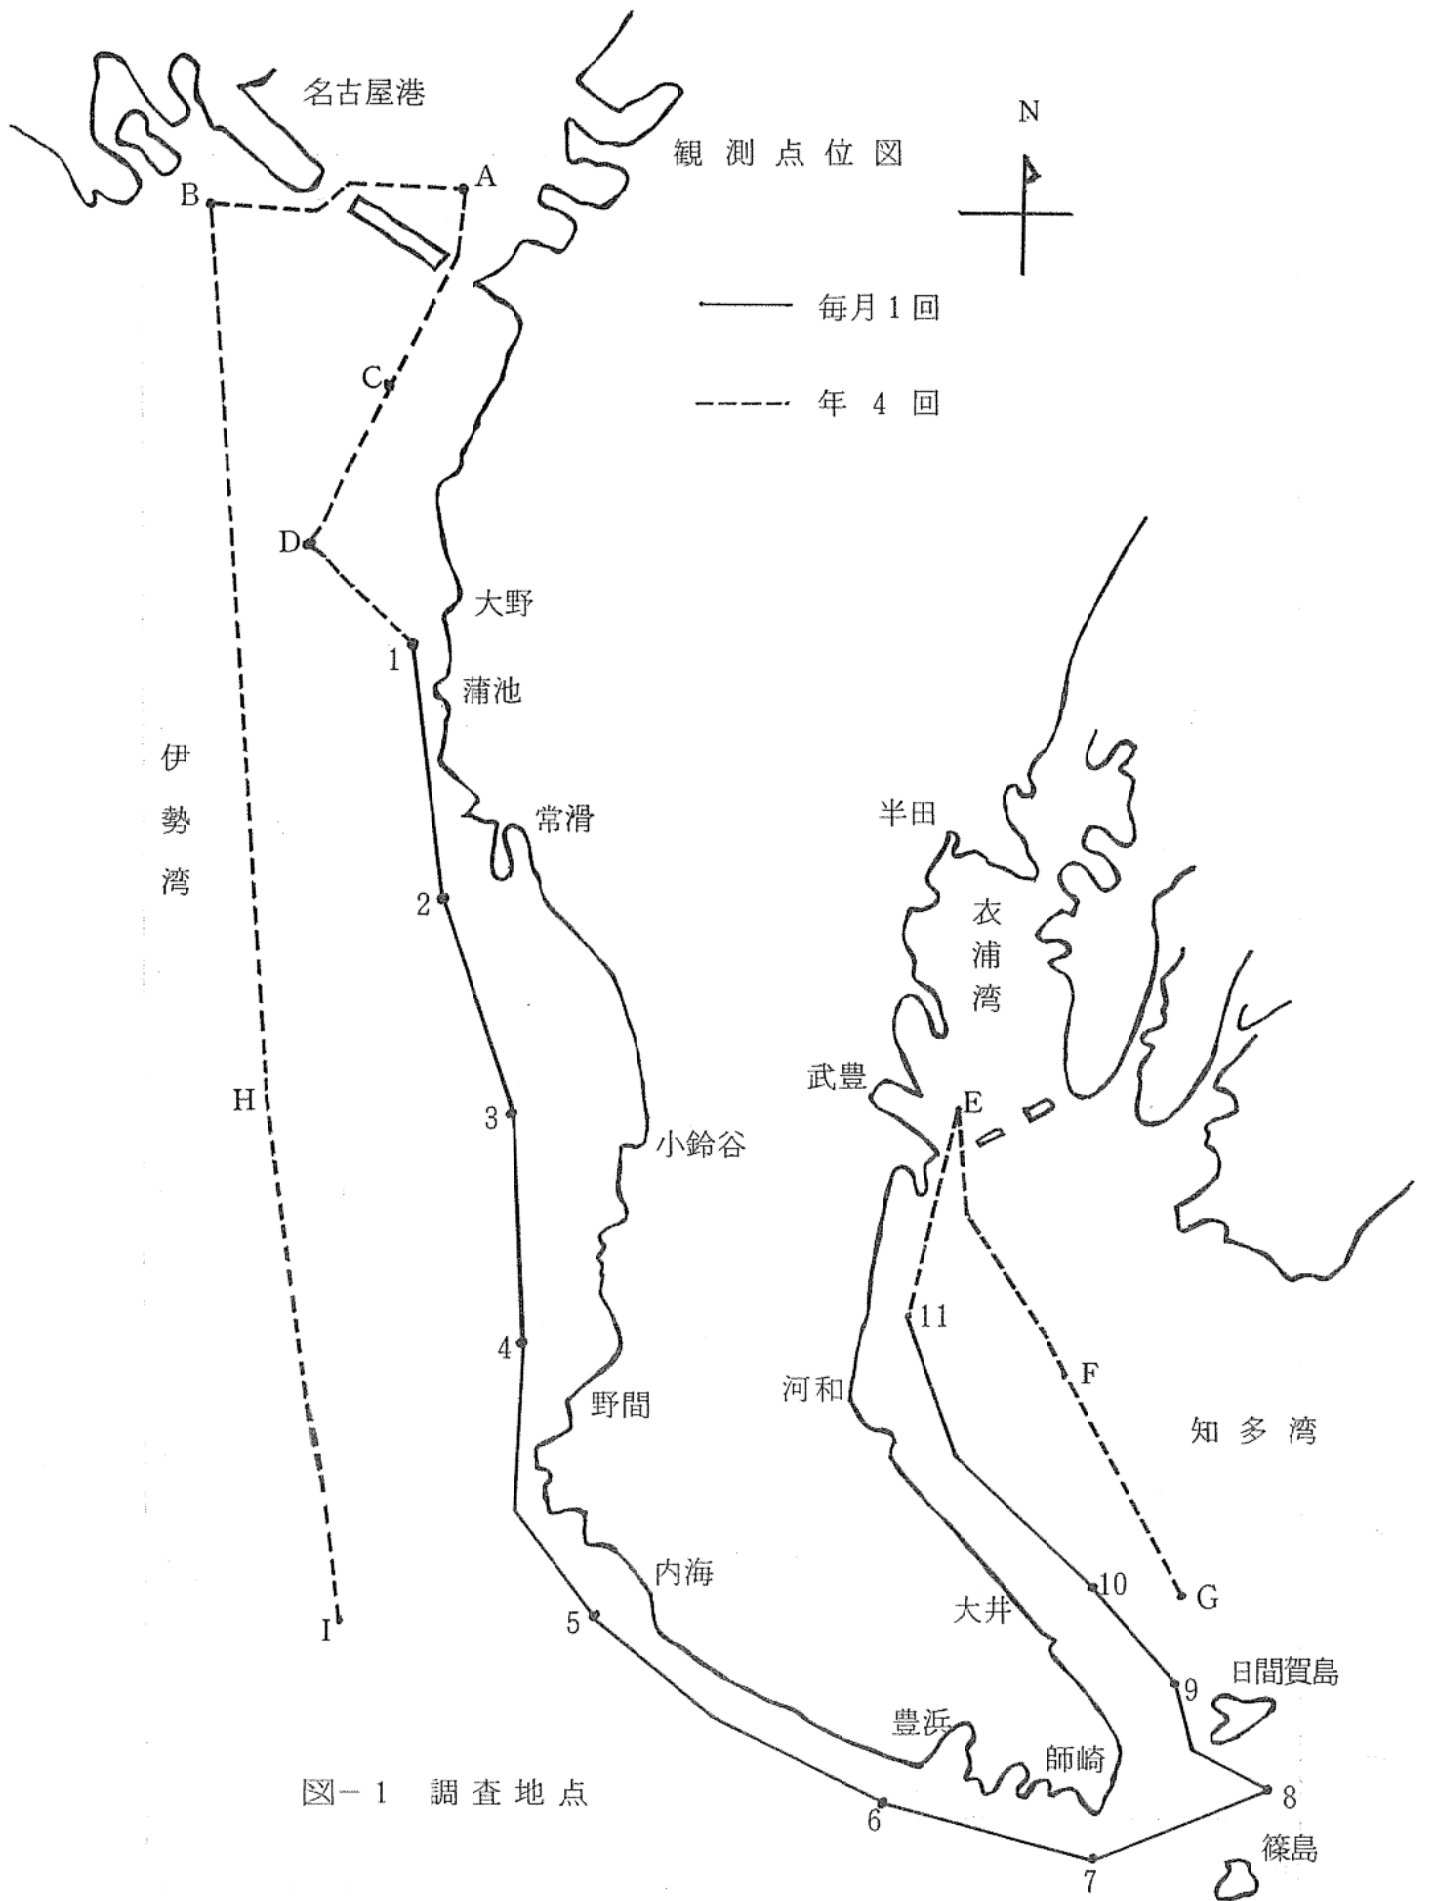 名古屋港
N
観測点位図
A
B
毎月1回
C
年4回
D
大野
1
蒲池
伊勢湾
常滑
半田
2
衣浦湾
武豊
H
E
3
小鈴谷
11
4
F
河和
野間
知多湾
内海
10
G
大井
5
I
日間賀島
9
豊浜
師崎
図-1 調査地点
8
6
篠島
7